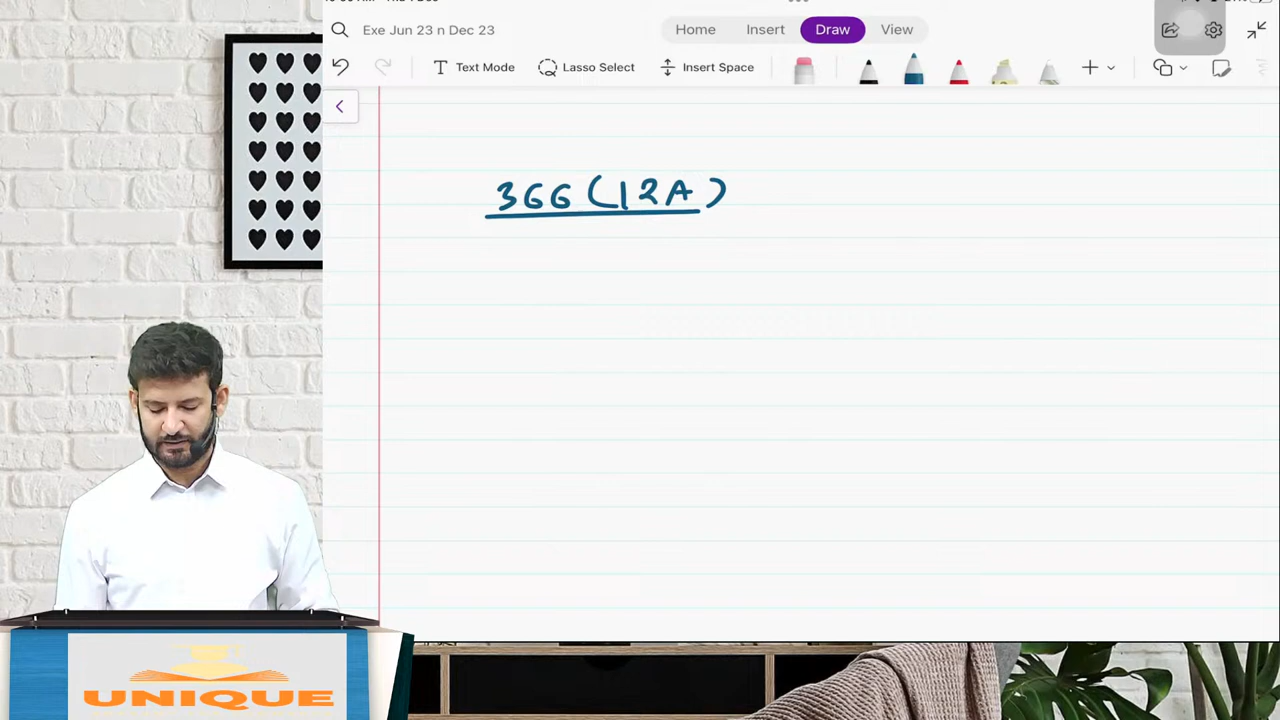 Exe Jun 23 n Dec 23
Home Insert Draw View
Text Mode Lasso Select Insert Space
366 (12A)
UNIQUE